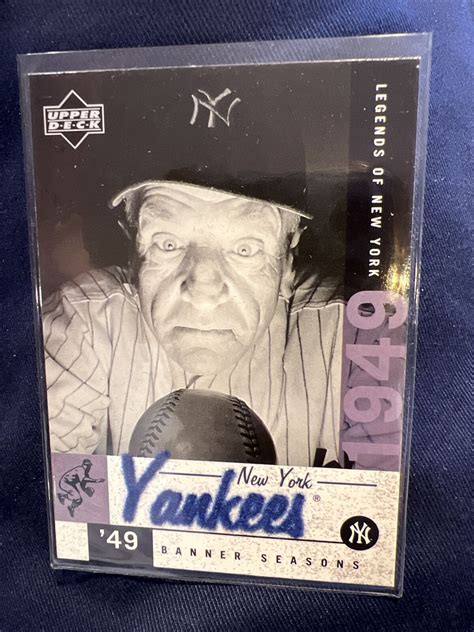 UPPER
DECK
NY
LEGENDS OF NEW YORK
1949
New York
Yankees®
'49
BANNER SEASONS
NY